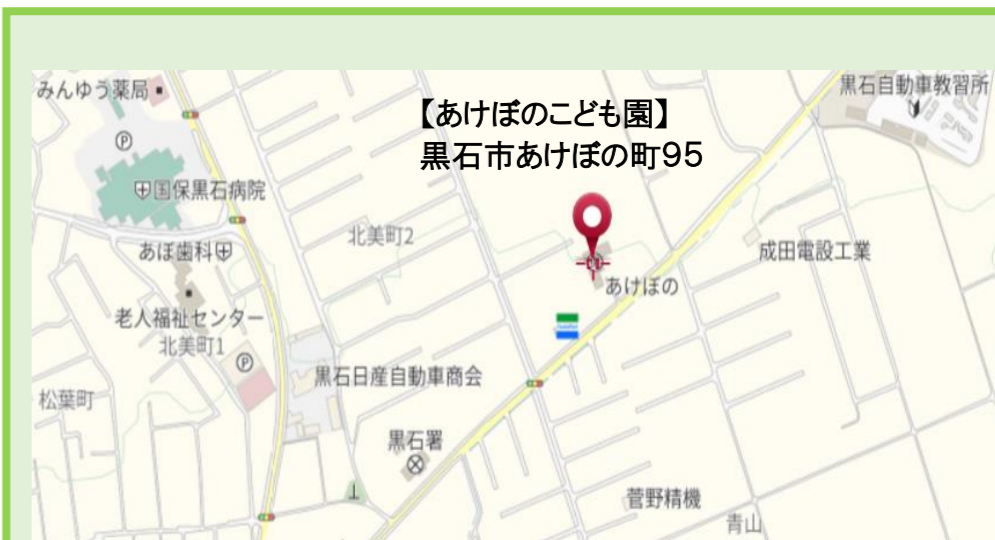 みんゆう薬局
黒石自動車教習所
【あけぼのこども園】
黒石市あけぼの町95
P
国保黒石病院
北美町2
あぼ歯科
成田電設工業
あけぼの
老人福祉センター
北美町1
P
黒石日産自動車商会
松葉町
黒石署
菅野精機
青山